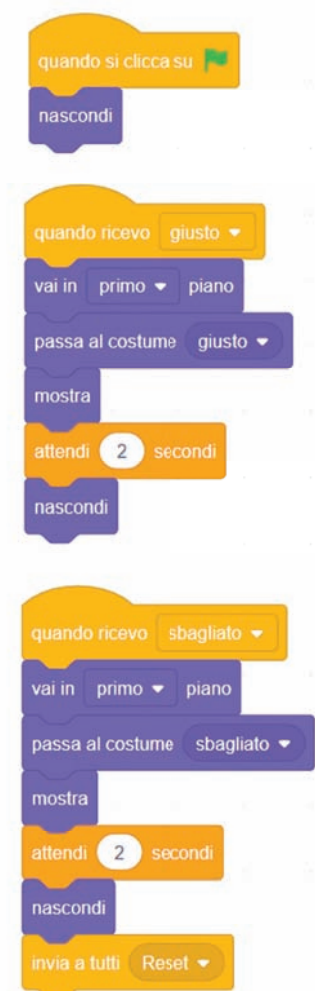 quando si clicca su
nascondi
quando ricevo giusto
vai in primo piano
passa al costume giusto
mostra
attendi 2 secondi
nascondi
quando ricevo sbagliato
vai in primo piano
passa al costume sbagliato
mostra
attendi 2 secondi
nascondi
invia a tutti Reset